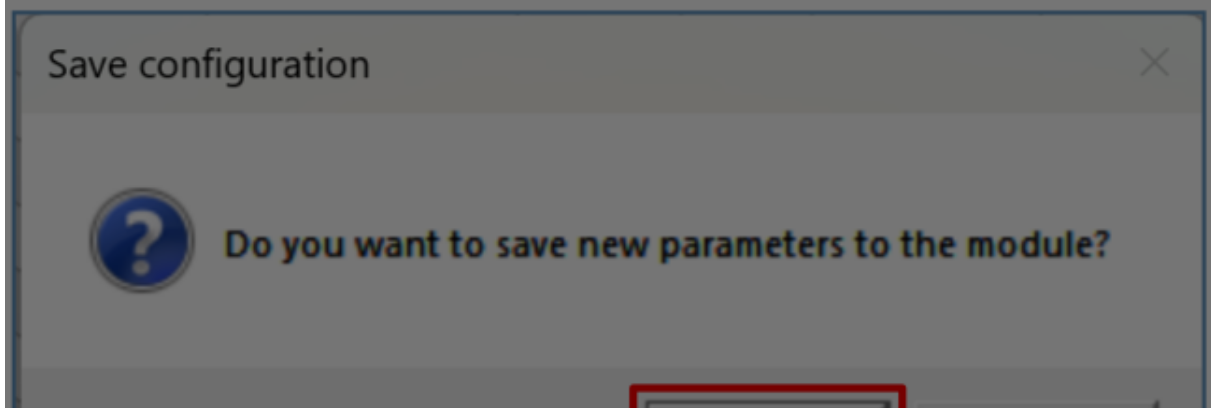 Save configuration
Do you want to save new parameters to the module?